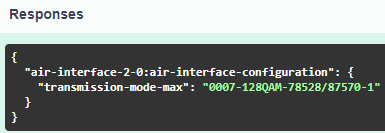 Responses
{
"air-interface-2-0:air-interface-configuration": {
"transmission-mode-max": "0007-128QAM-78528/87570-1"
}
}